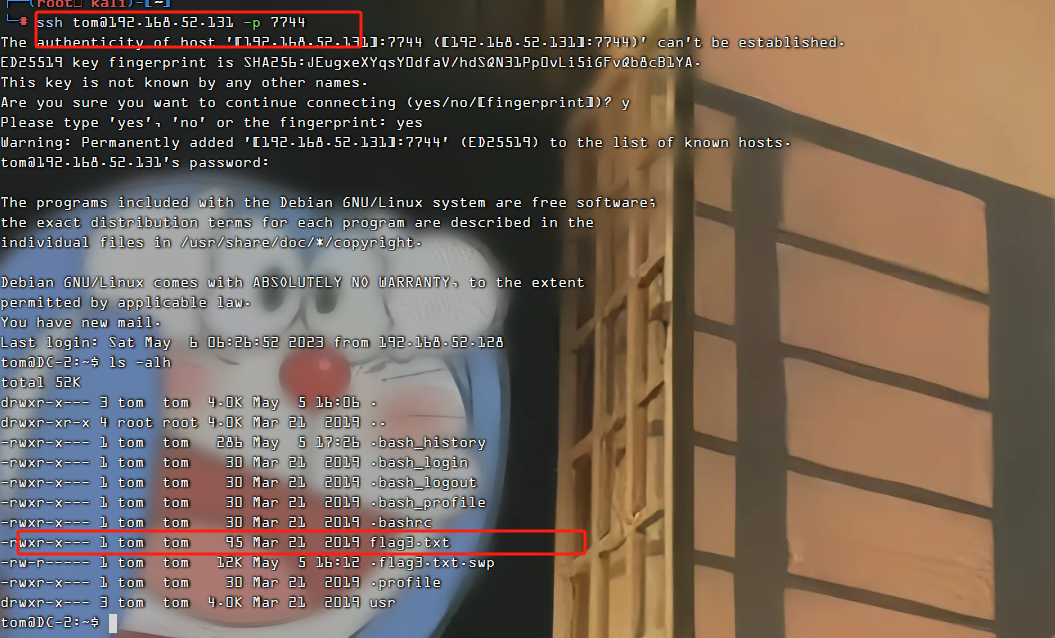 (root㉿kali)-[~]
ssh tom@192.168.52.131 -p 7744
The authenticity of host '[192.168.52.131]:7744 ([192.168.52.131]:7744)' can't be established.
ED25519 key fingerprint is SHA256:JEugxeXYqsY0dfaV/hdSQN31Pp0vLi5iGFvQb8cB1YA.
This key is not known by any other names.
Are you sure you want to continue connecting (yes/no/[fingerprint])? y
Please type 'yes', 'no' or the fingerprint: yes
Warning: Permanently added '[192.168.52.131]:7744' (ED25519) to the list of known hosts.
tom@192.168.52.131's password:
The programs included with the Debian GNU/Linux system are free software;
the exact distribution terms for each program are described in the
individual files in /usr/share/doc/*/copyright.
Debian GNU/Linux comes with ABSOLUTELY NO WARRANTY, to the extent
permitted by applicable law.
You have new mail.
Last login: Sat May  6 06:26:52 2023 from 192.168.52.128
tom@DC-2:~$ ls -alh
total 52K
drwxr-x--- 3 tom  tom  4.0K May  5 16:06 .
drwxr-xr-x 4 root root 4.0K Mar 21  2019 ..
-rwxr-x--- 1 tom  tom   286 May  5 17:26 .bash_history
-rwxr-x--- 1 tom  tom    30 Mar 21  2019 .bash_login
-rwxr-x--- 1 tom  tom    30 Mar 21  2019 .bash_logout
-rwxr-x--- 1 tom  tom    30 Mar 21  2019 .bash_profile
-rwxr-x--- 1 tom  tom    30 Mar 21  2019 .bashrc
-rwxr-x--- 1 tom  tom    95 Mar 21  2019 flag3.txt
-rw-r----- 1 tom  tom   12K May  5 16:12 .flag3.txt.swp
-rwxr-x--- 1 tom  tom    30 Mar 21  2019 .profile
drwxr-x--- 3 tom  tom  4.0K Mar 21  2019 usr
tom@DC-2:~$